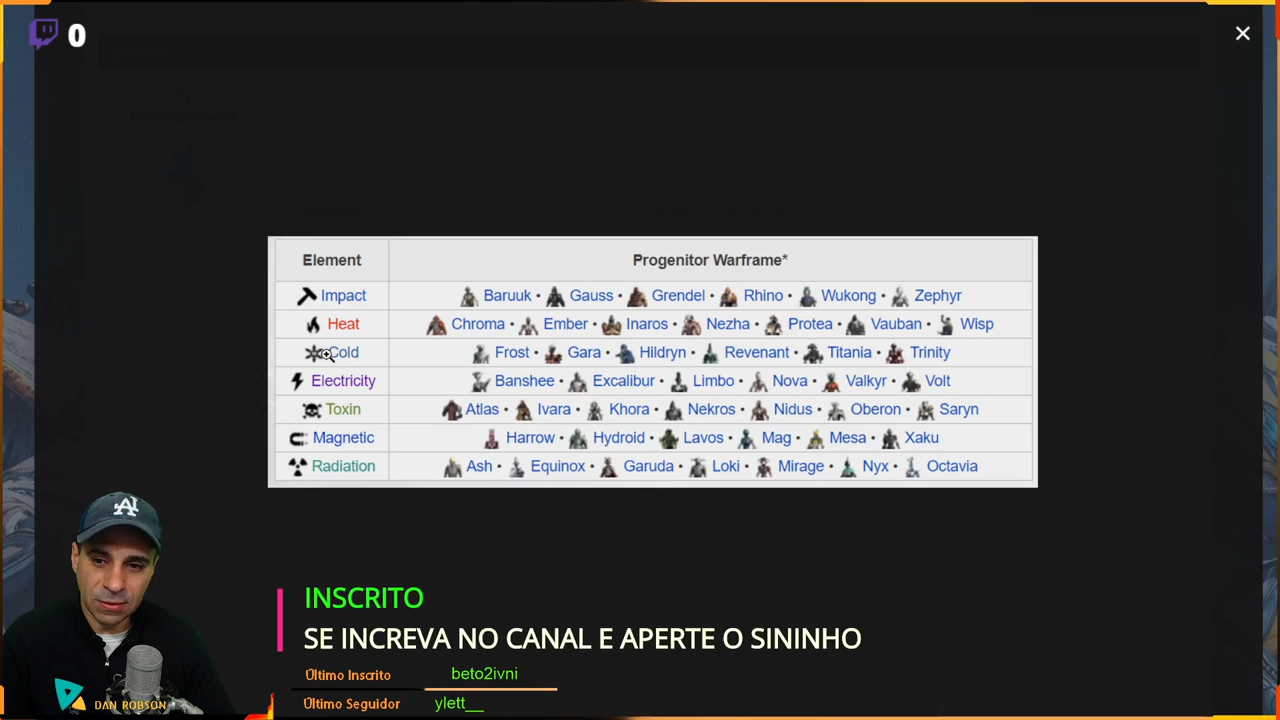 0
Element Progenitor Warframe*
Impact Baruuk • Gauss • Grendel • Rhino • Wukong • Zephyr
Heat Chroma • Ember • Inaros • Nezha • Protea • Vauban • Wisp
Cold Frost • Gara • Hildryn • Revenant • Titania • Trinity
Electricity Banshee • Excalibur • Limbo • Nova • Valkyr • Volt
Toxin Atlas • Ivara • Khora • Nekros • Nidus • Oberon • Saryn
Magnetic Harrow • Hydroid • Lavos • Mag • Mesa • Xaku
Radiation Ash • Equinox • Garuda • Loki • Mirage • Nyx • Octavia
INSCRITO
SE INCREVA NO CANAL E APERTE O SININHO
Último Inscrito beto2ivni
Último Seguidor ylett__
DAN ROBSON